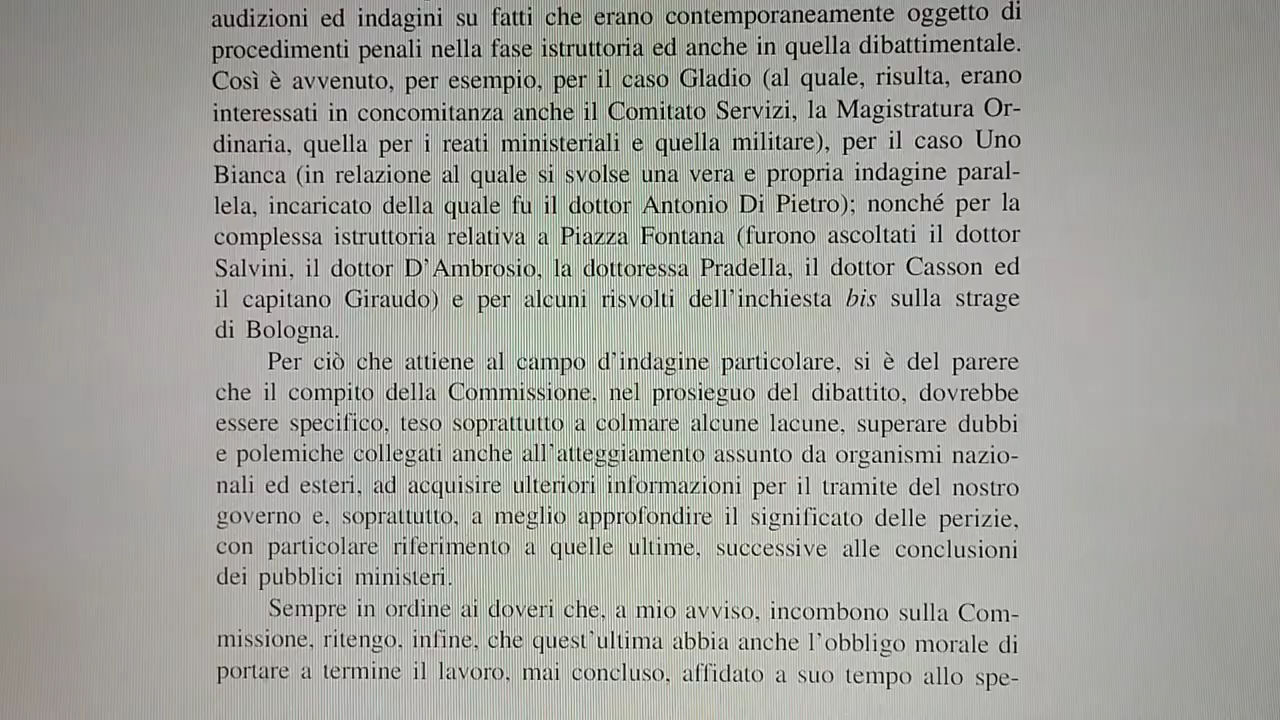 audizioni ed indagini su fatti che erano contemporaneamente oggetto di
procedimenti penali nella fase istruttoria ed anche in quella dibattimentale.
Così è avvenuto, per esempio, per il caso Gladio (al quale, risulta, erano
interessati in concomitanza anche il Comitato Servizi, la Magistratura Or-
dinaria, quella per i reati ministeriali e quella militare), per il caso Uno
Bianca (in relazione al quale si svolse una vera e propria indagine paral-
lela, incaricato della quale fu il dottor Antonio Di Pietro); nonché per la
complessa istruttoria relativa a Piazza Fontana (furono ascoltati il dottor
Salvini, il dottor D'Ambrosio, la dottoressa Pradella, il dottor Casson ed
il capitano Giraudo) e per alcuni risvolti dell'inchiesta bis sulla strage
di Bologna.
Per ciò che attiene al campo d'indagine particolare, si è del parere
che il compito della Commissione, nel prosieguo del dibattito, dovrebbe
essere specifico, teso soprattutto a colmare alcune lacune, superare dubbi
e polemiche collegati anche all'atteggiamento assunto da organismi nazio-
nali ed esteri, ad acquisire ulteriori informazioni per il tramite del nostro
governo e, soprattutto, a meglio approfondire il significato delle perizie,
con particolare riferimento a quelle ultime, successive alle conclusioni
dei pubblici ministeri.
Sempre in ordine ai doveri che, a mio avviso, incombono sulla Com-
missione, ritengo, infine, che quest'ultima abbia anche l'obbligo morale di
portare a termine il lavoro, mai concluso, affidato a suo tempo allo spe-